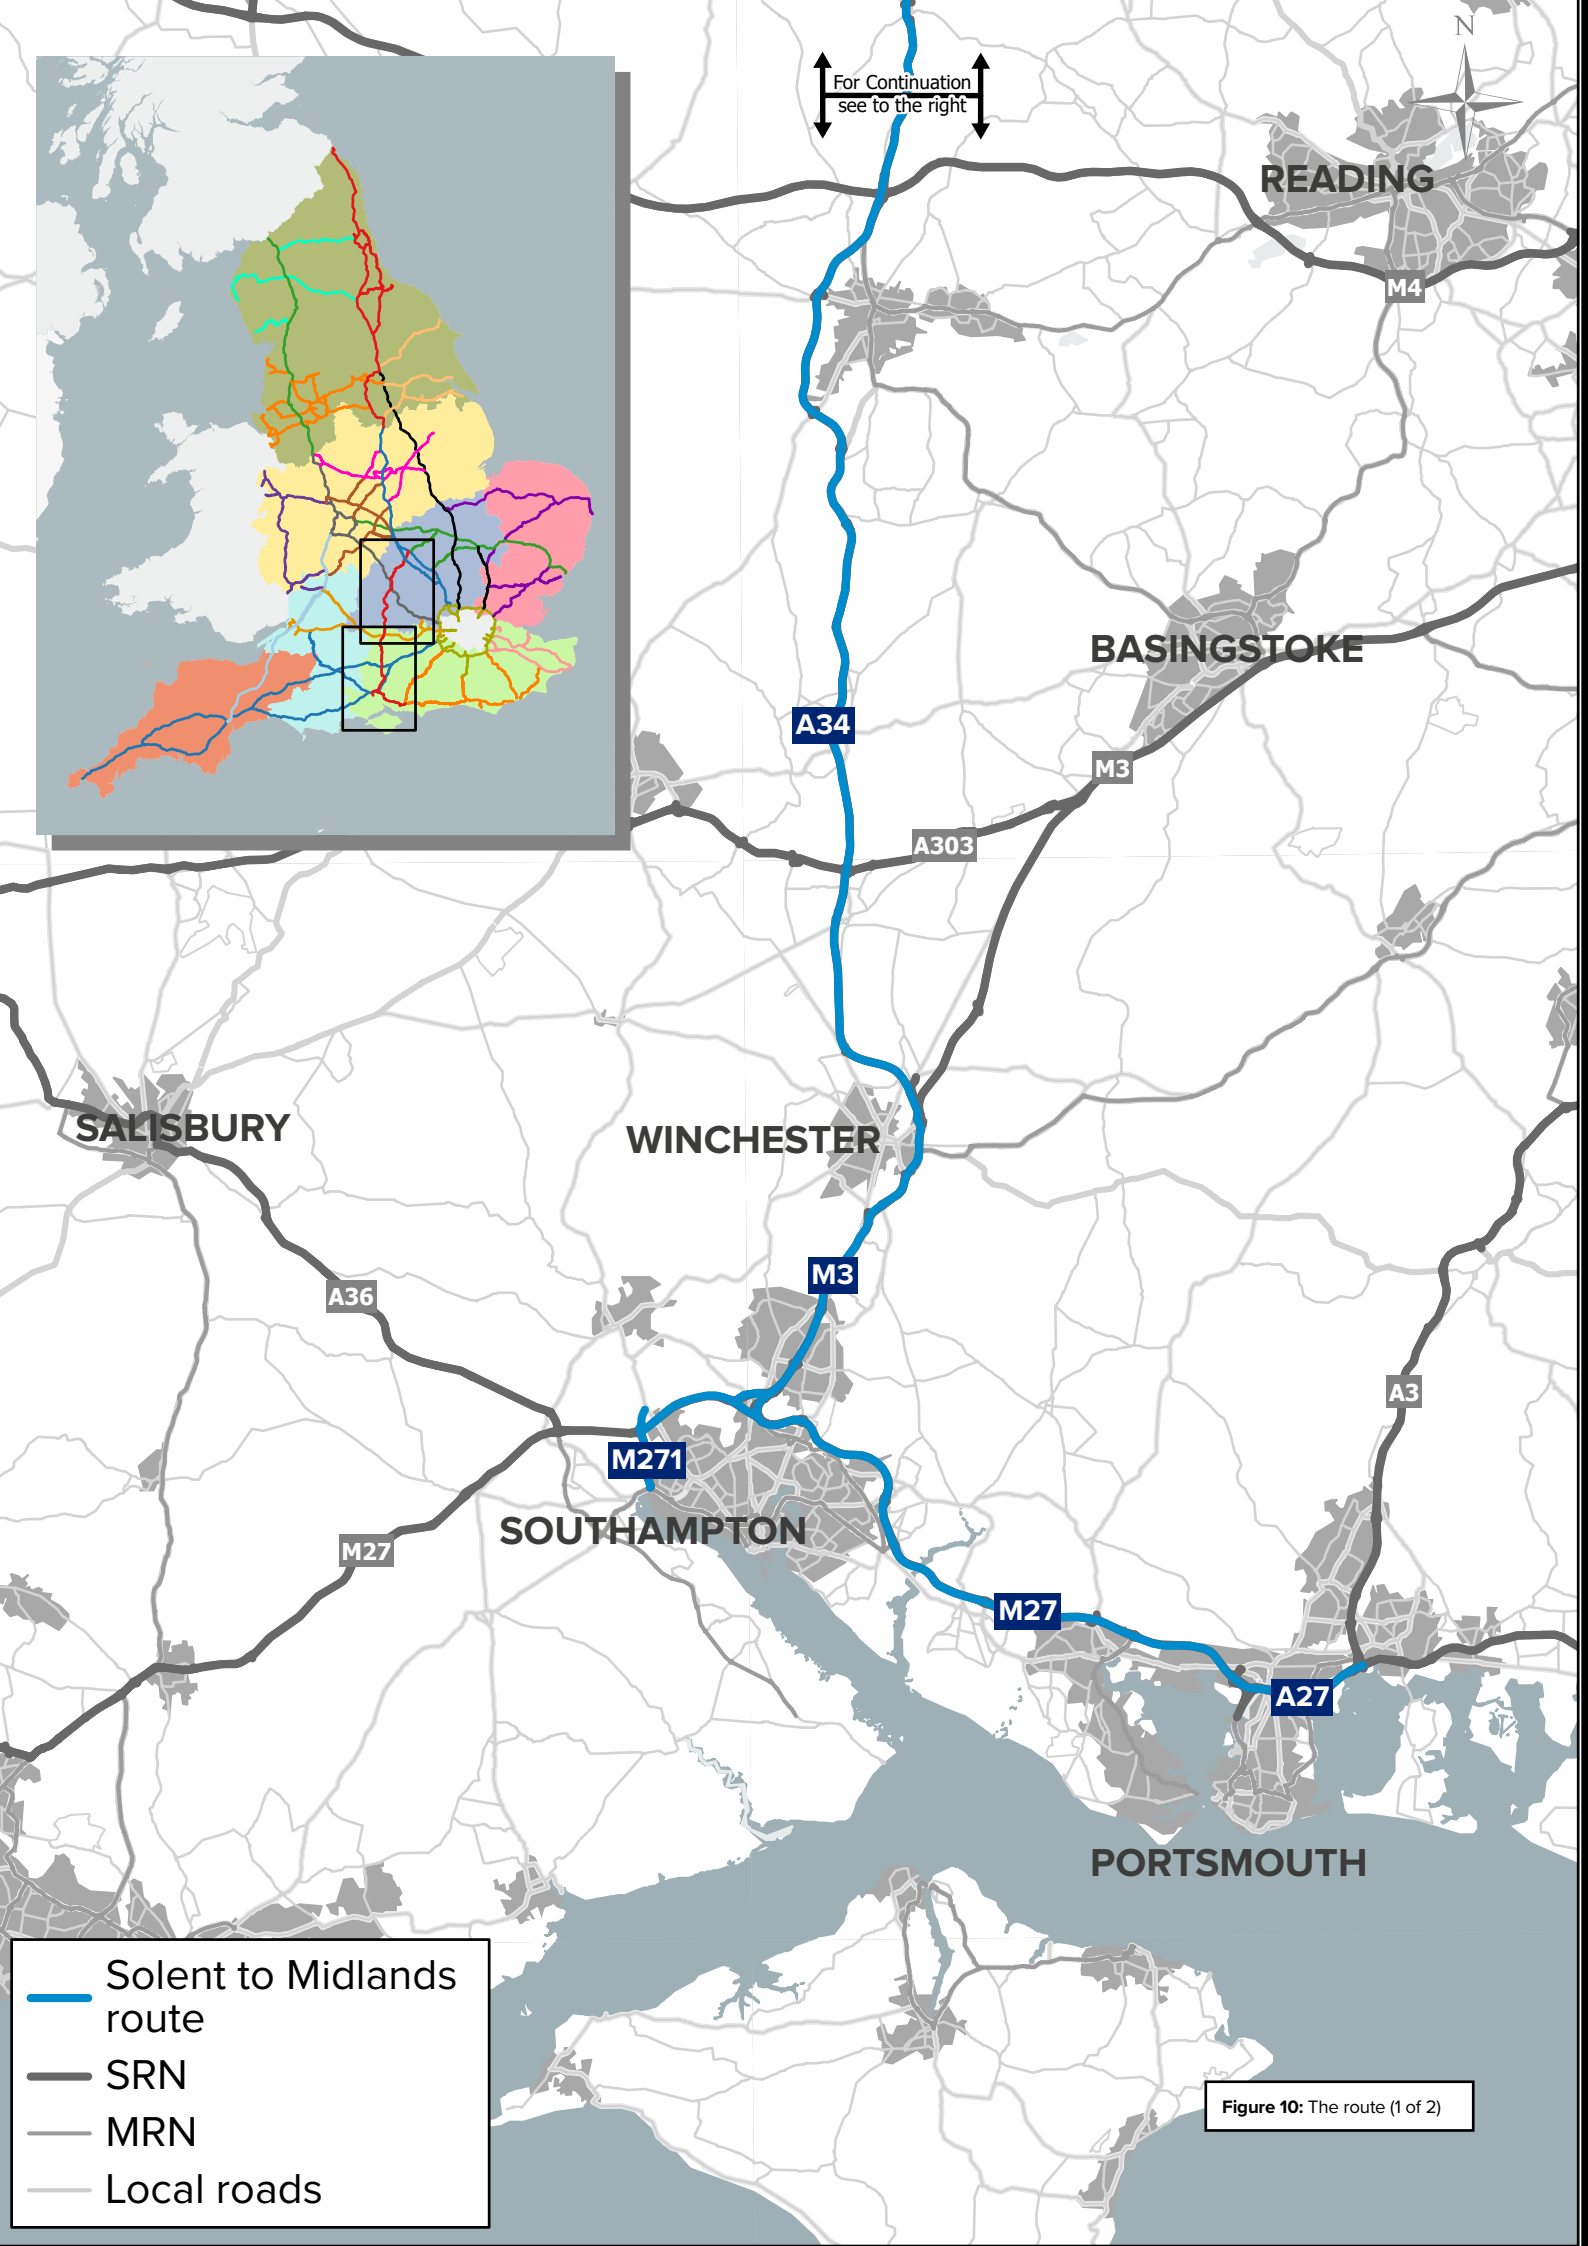 N
For Continuation
see to the right
READING
M4
BASINGSTOKE
A34
M3
A303
SALISBURY
WINCHESTER
M3
A36
A3
M271
SOUTHAMPTON
M27
M27
A27
PORTSMOUTH
Solent to Midlands
route
SRN
MRN
Local roads
Figure 10: The route (1 of 2)